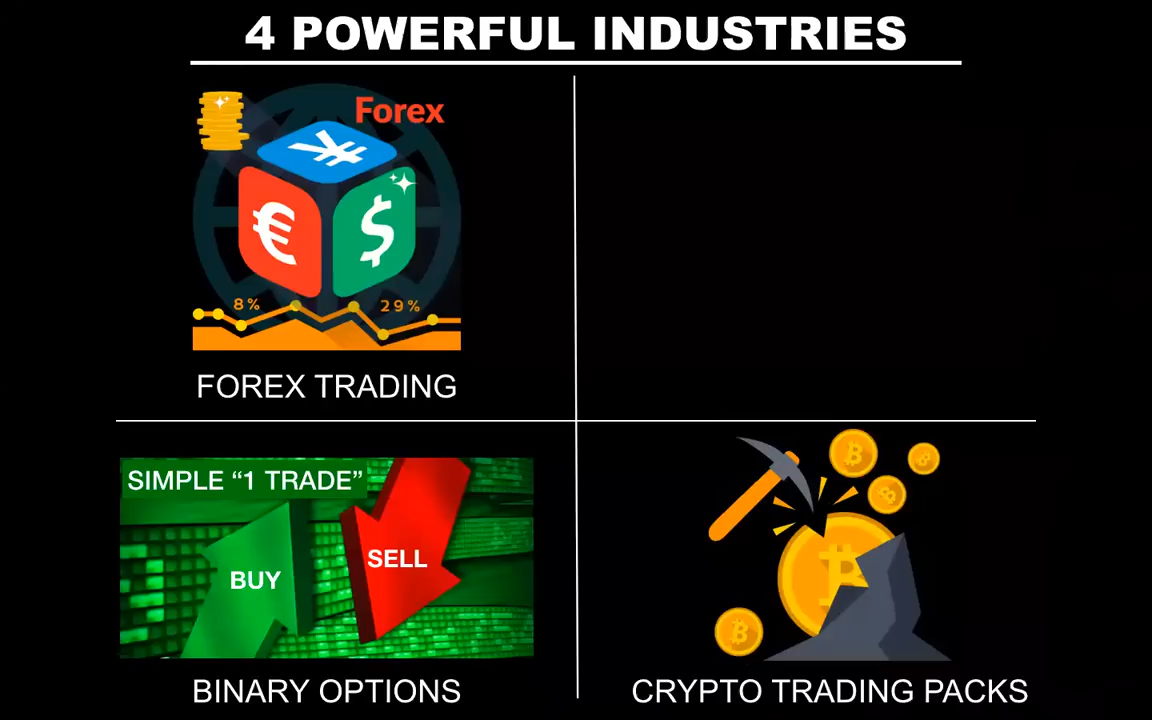 4 POWERFUL INDUSTRIES
Forex
¥
€ $
8% 29%
FOREX TRADING
SIMPLE “1 TRADE”
BUY
SELL
BINARY OPTIONS
CRYPTO TRADING PACKS